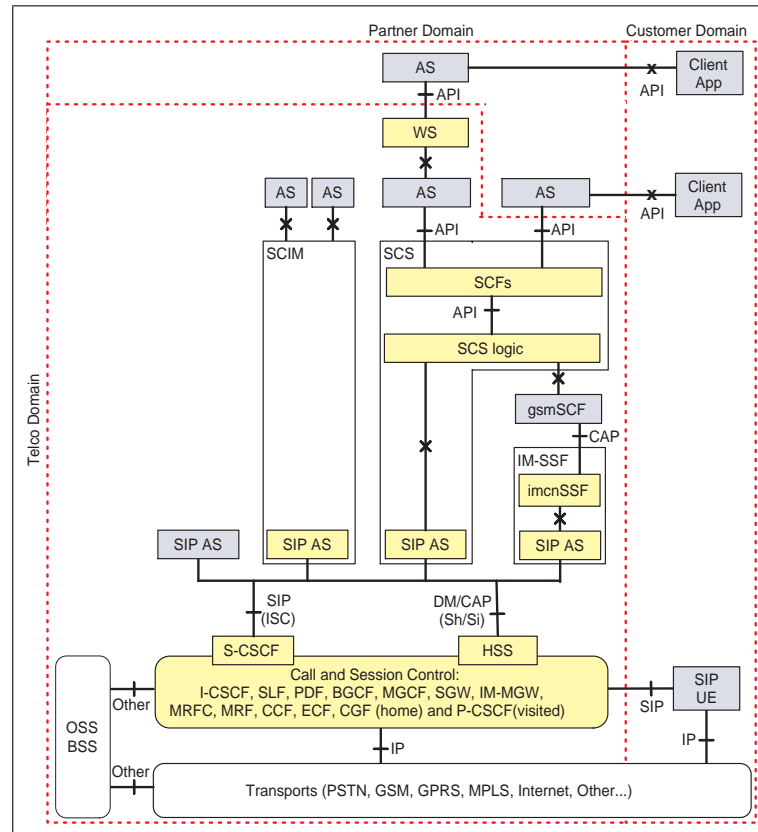 Partner Domain
Customer Domain
AS
Client
App
API
API
WS
AS
AS
AS
AS
Client
App
API
API
API
SCIM
SCS
SCFs
API
SCS logic
Telco Domain
gsmSCF
CAP
IM-SSF
imcnSSF
SIP AS
SIP AS
SIP AS
SIP AS
SIP
(ISC)
DM/CAP
(Sh/Si)
S-CSCF
HSS
Call and Session Control:
I-CSCF, SLF, PDF, BGCF, MGCF, SGW, IM-MGW,
MRFC, MRF, CCF, ECF, CGF (home) and P-CSCF(visited)
Other
SIP
SIP
UE
OSS
BSS
IP
IP
Other
Transports (PSTN, GSM, GPRS, MPLS, Internet, Other...)